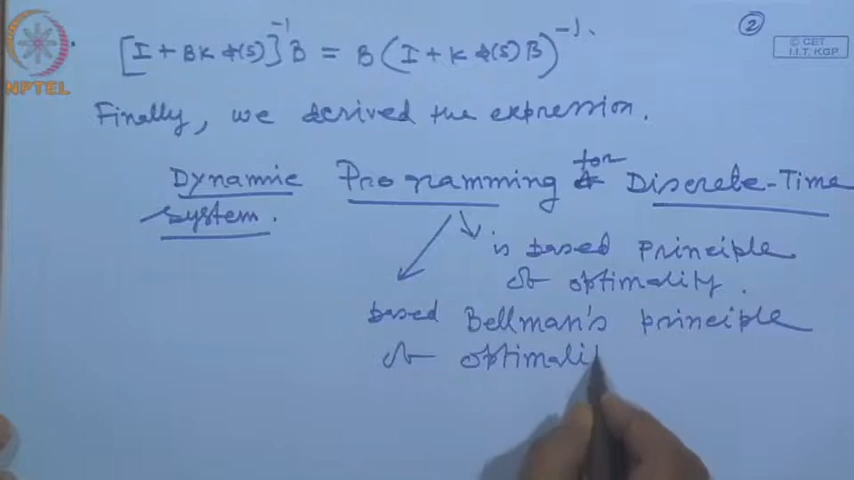 [I + BK Φ(s)]⁻¹ B = B (I + K Φ(s) B)⁻¹.
②
© CET
I.I.T. KGP
NPTEL
Finally, we derived the expression.
Dynamic Programming for Discrete-Time
System.
is based principle
of optimality.
based Bellman's principle
of optimali